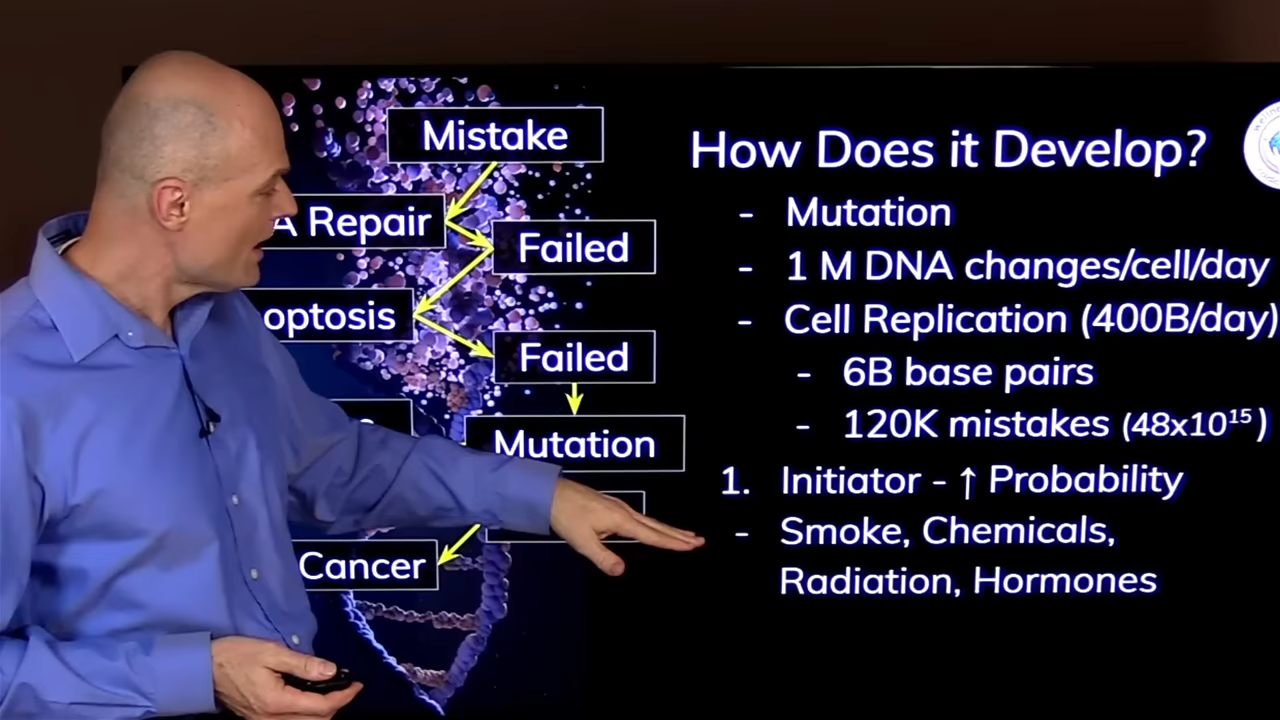 Mistake
A Repair
Failed
optosis
Failed
Mutation
Cancer
How Does it Develop?
- Mutation
- 1 M DNA changes/cell/day
- Cell Replication (400B/day)
- 6B base pairs
- 120K mistakes (48x10¹⁵)
1. Initiator - ↑ Probability
- Smoke, Chemicals,
Radiation, Hormones